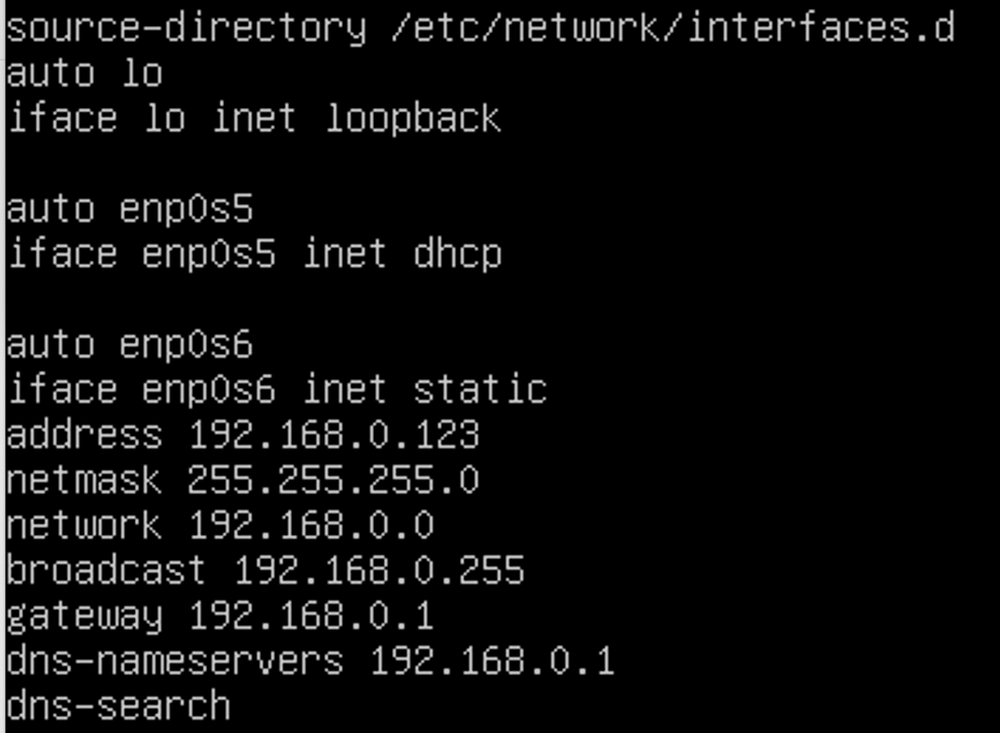 source-directory /etc/network/interfaces.d
auto lo
iface lo inet loopback
auto enp0s5
iface enp0s5 inet dhcp
auto enp0s6
iface enp0s6 inet static
address 192.168.0.123
netmask 255.255.255.0
network 192.168.0.0
broadcast 192.168.0.255
gateway 192.168.0.1
dns-nameservers 192.168.0.1
dns-search